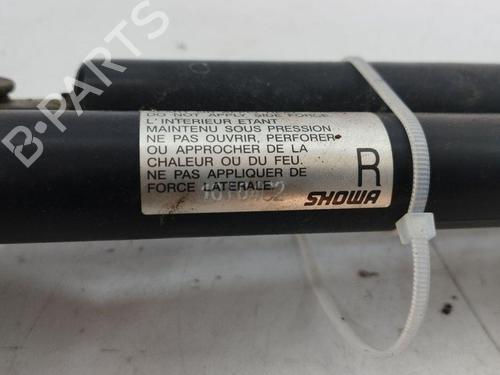 DO NOT APPLY SIDE FORCE.
L'INTERIEUR ETANT
MAINTENU SOUS PRESSION
NE PAS OUVRIR, PERFORER
OU APPROCHER DE LA
CHALEUR OU DU FEU.
NE PAS APPLIQUER DE
FORCE LATERALE.
R
SHOWA
B-PARTS